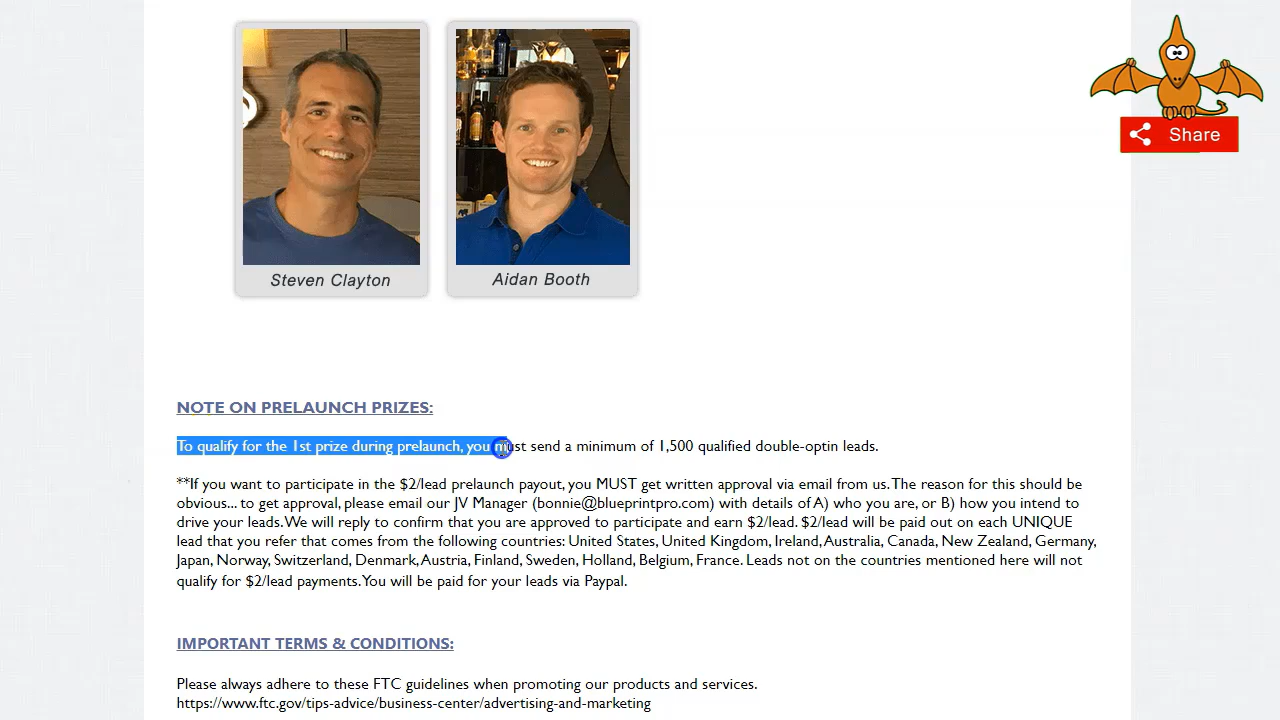 Share
Steven Clayton
Aidan Booth
NOTE ON PRELAUNCH PRIZES:
To qualify for the 1st prize during prelaunch, you must send a minimum of 1,500 qualified double-optin leads.
**If you want to participate in the $2/lead prelaunch payout, you MUST get written approval via email from us. The reason for this should be
obvious... to get approval, please email our JV Manager (bonnie@blueprintpro.com) with details of A) who you are, or B) how you intend to
drive your leads. We will reply to confirm that you are approved to participate and earn $2/lead. $2/lead will be paid out on each UNIQUE
lead that you refer that comes from the following countries: United States, United Kingdom, Ireland, Australia, Canada, New Zealand, Germany,
Japan, Norway, Switzerland, Denmark, Austria, Finland, Sweden, Holland, Belgium, France. Leads not on the countries mentioned here will not
qualify for $2/lead payments. You will be paid for your leads via Paypal.
IMPORTANT TERMS & CONDITIONS:
Please always adhere to these FTC guidelines when promoting our products and services.
https://www.ftc.gov/tips-advice/business-center/advertising-and-marketing